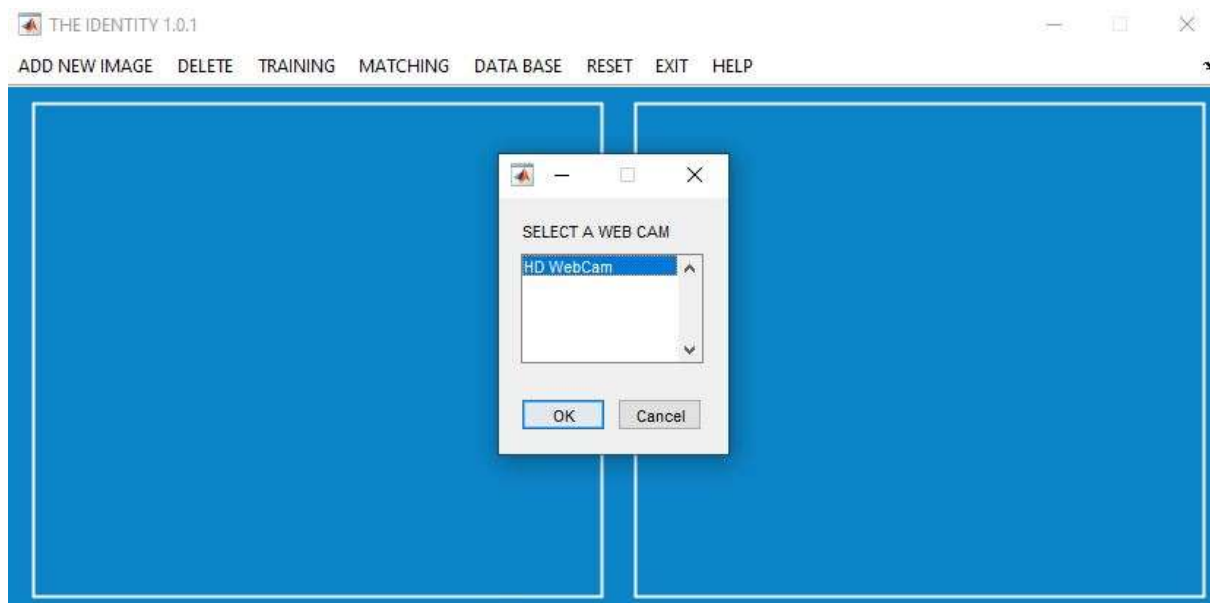 THE IDENTITY 1.0.1
ADD NEW IMAGE DELETE TRAINING MATCHING DATA BASE RESET EXIT HELP
SELECT A WEB CAM
HD WebCam
OK Cancel